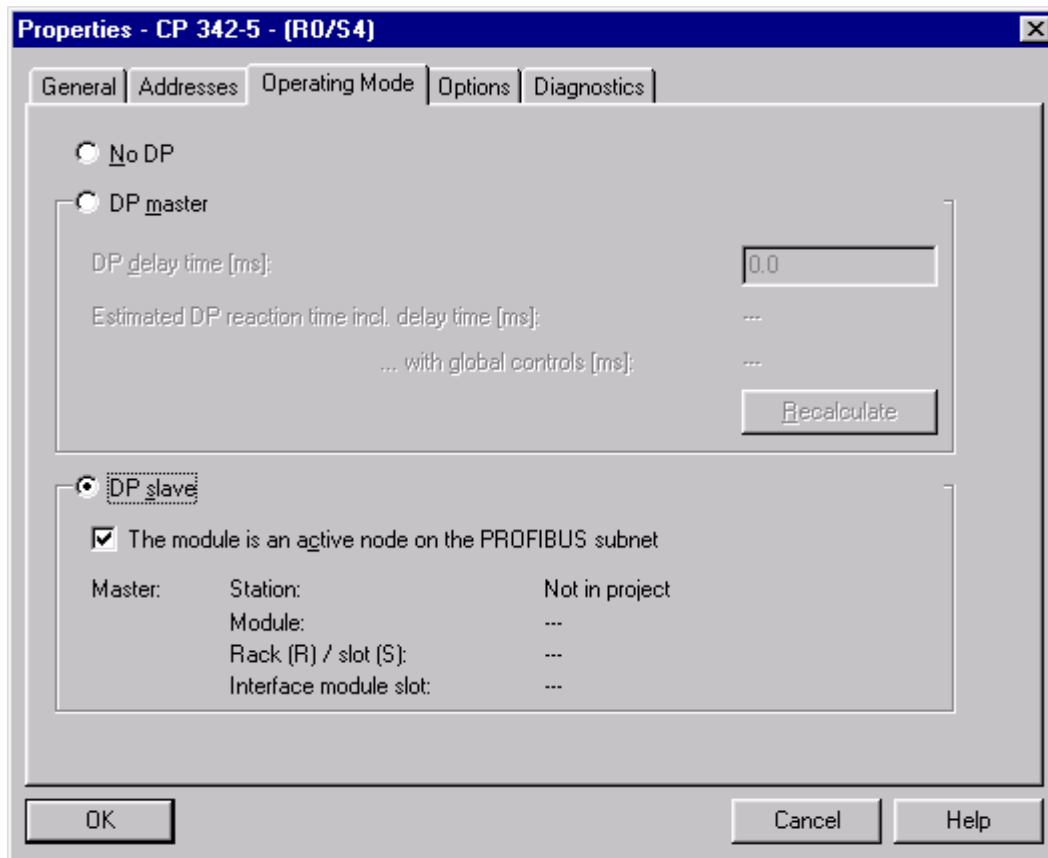 Properties - CP 342-5 - (R0/S4)
General Addresses Operating Mode Options Diagnostics
No DP
DP master
DP delay time [ms]: 0.0
Estimated DP reaction time incl. delay time [ms]: ---
... with global controls [ms]: ---
Recalculate
DP slave
The module is an active node on the PROFIBUS subnet
Master: Station: Not in project
Module: ---
Rack (R) / slot (S): ---
Interface module slot: ---
OK Cancel Help